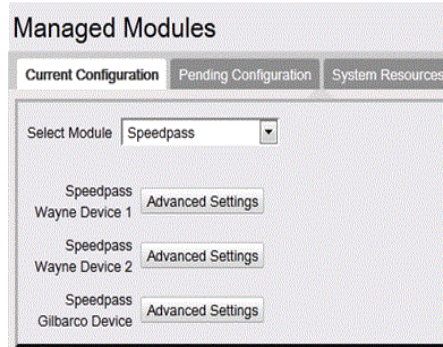 Managed Modules
Current Configuration Pending Configuration System Resources
Select Module Speedpass
Speedpass
Wayne Device 1 Advanced Settings
Speedpass
Wayne Device 2 Advanced Settings
Speedpass
Gilbarco Device Advanced Settings